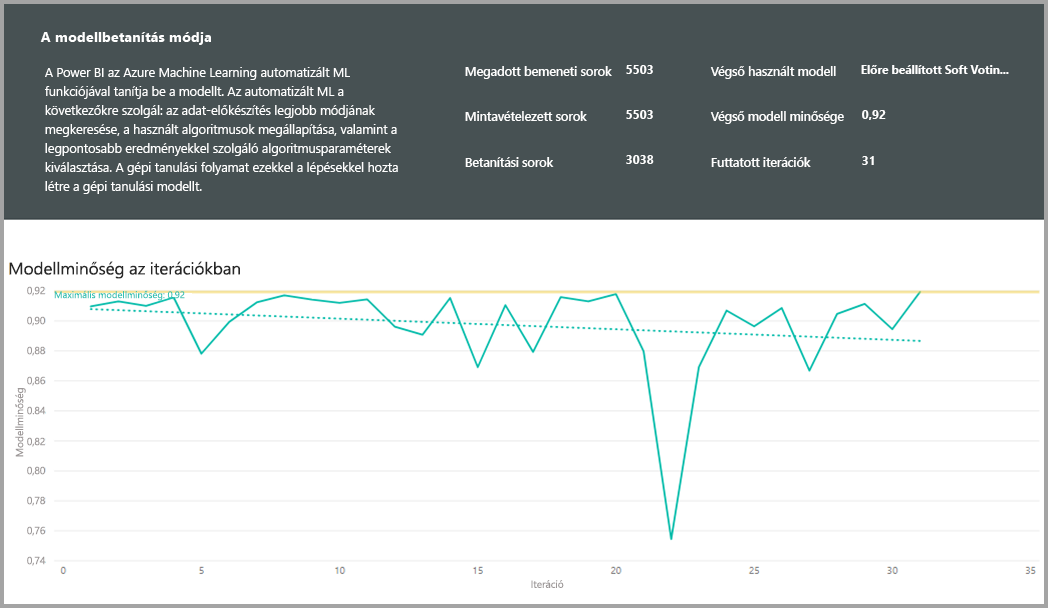 A modellbetanítás módja
A Power BI az Azure Machine Learning automatizált ML
funkciójával tanítja be a modellt. Az automatizált ML a
következőkre szolgál: az adat-előkészítés legjobb módjának
megkeresése, a használt algoritmusok megállapítása, valamint a
legpontosabb eredményekkel szolgáló algoritmusparaméterek
kiválasztása. A gépi tanulási folyamat ezekkel a lépésekkel hozta
létre a gépi tanulási modellt.
Megadott bemeneti sorok 5503
Mintavételezett sorok 5503
Betanítási sorok 3038
Végső használt modell Előre beállított Soft Votin...
Végső modell minősége 0,92
Futtatott iterációk 31
Modellminőség az iterációkban
Maximális modellminőség: 0,92
0,92
0,90
0,88
0,86
0,84
0,82
0,80
0,78
0,76
0,74
Modellminőség
0 5 10 15 20 25 30 35
Iteráció